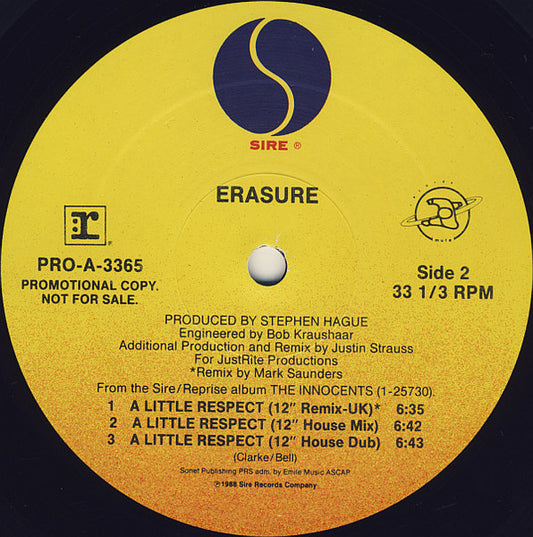 SIRE ®
ERASURE
r
mute
PRO-A-3365
PROMOTIONAL COPY.
NOT FOR SALE.
Side 2
33 1/3 RPM
PRODUCED BY STEPHEN HAGUE
Engineered by Bob Kraushaar
Additional Production and Remix by Justin Strauss
For JustRite Productions
*Remix by Mark Saunders
From the Sire/Reprise album THE INNOCENTS (1-25730).
1 A LITTLE RESPECT (12" Remix-UK)* 6:35
2 A LITTLE RESPECT (12" House Mix) 6:42
3 A LITTLE RESPECT (12" House Dub) 6:43
(Clarke/Bell)
Sonet Publishing PRS adm. by Emile Music ASCAP
℗1988 Sire Records Company